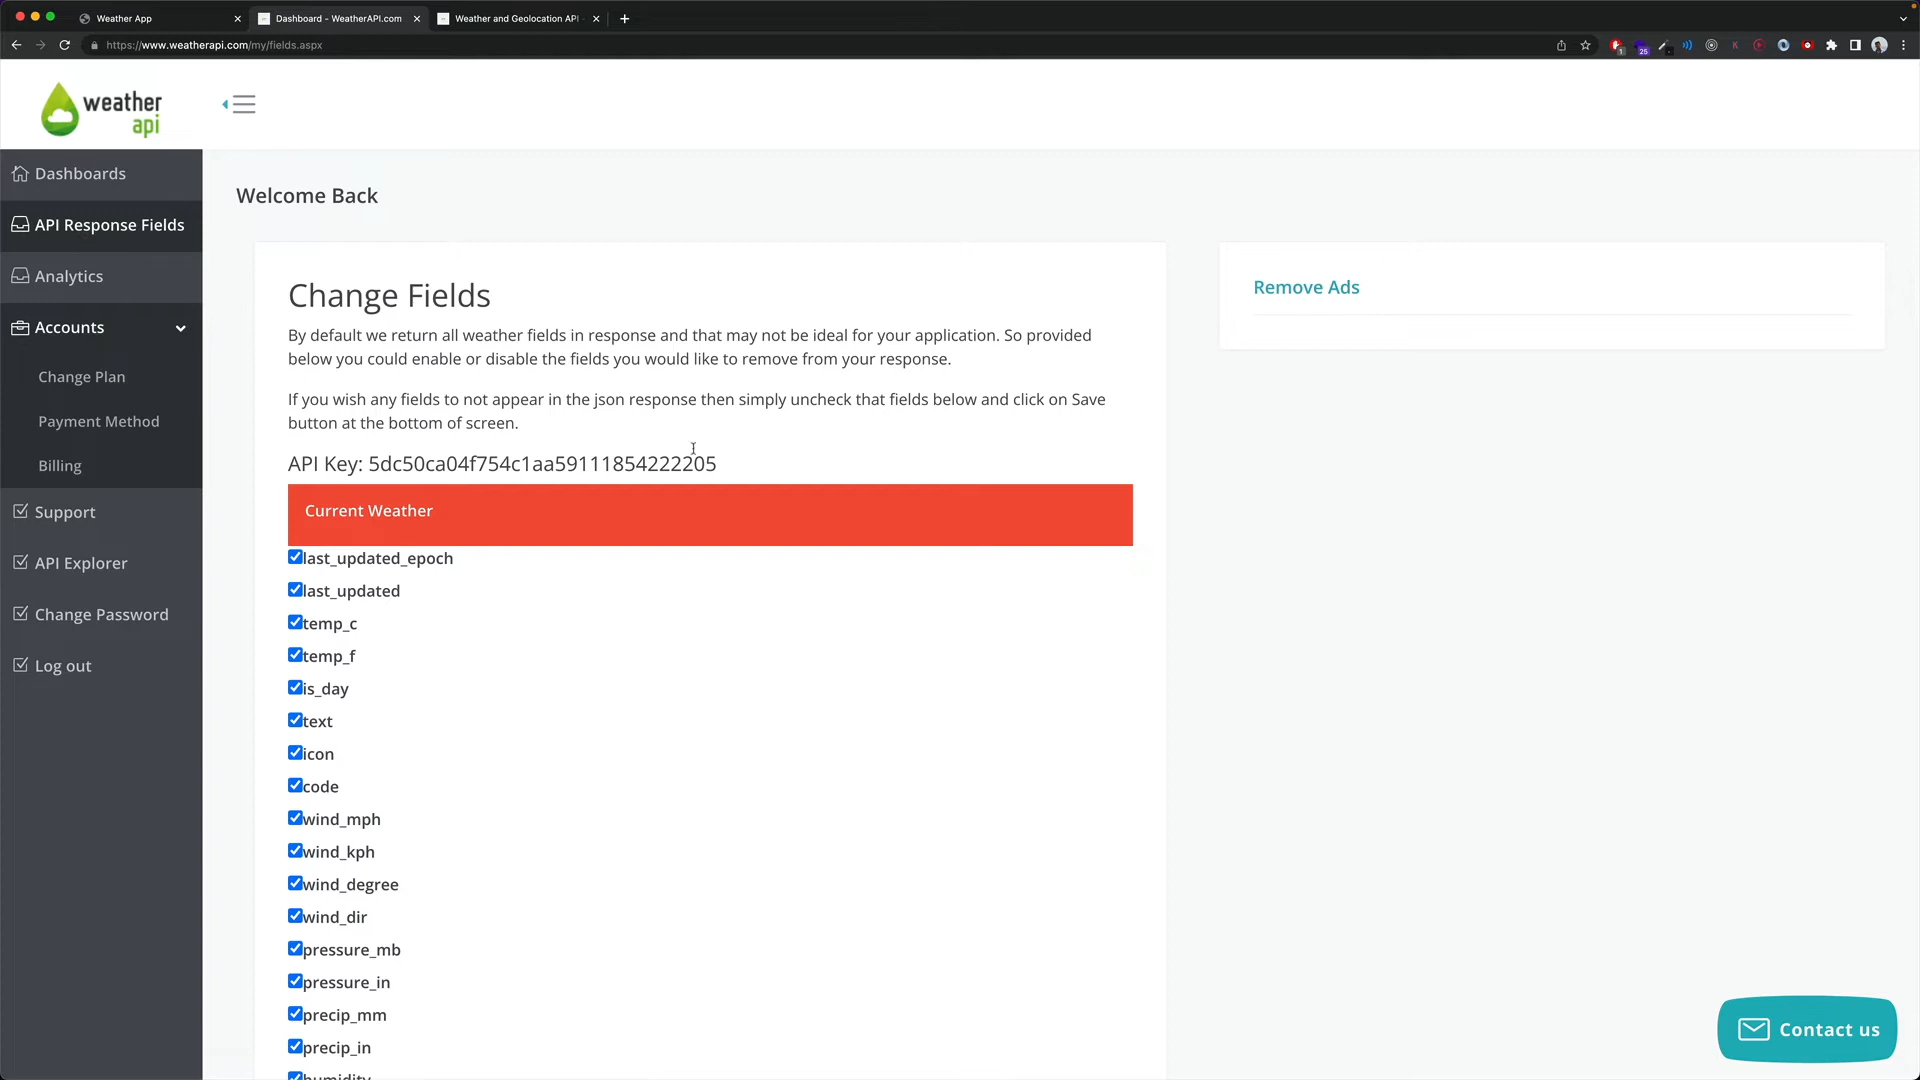 Weather App
Dashboard - WeatherAPI.com
Weather and Geolocation API
https://www.weatherapi.com/my/fields.aspx
1
25
K
weather
api
Dashboards
API Response Fields
Analytics
Accounts
Change Plan
Payment Method
Billing
Support
API Explorer
Change Password
Log out
Welcome Back
Change Fields
By default we return all weather fields in response and that may not be ideal for your application. So provided
below you could enable or disable the fields you would like to remove from your response.
If you wish any fields to not appear in the json response then simply uncheck that fields below and click on Save
button at the bottom of screen.
API Key: 5dc50ca04f754c1aa59111854222205
Current Weather
last_updated_epoch
last_updated
temp_c
temp_f
is_day
text
icon
code
wind_mph
wind_kph
wind_degree
wind_dir
pressure_mb
pressure_in
precip_mm
precip_in
humidity
Remove Ads
Contact us